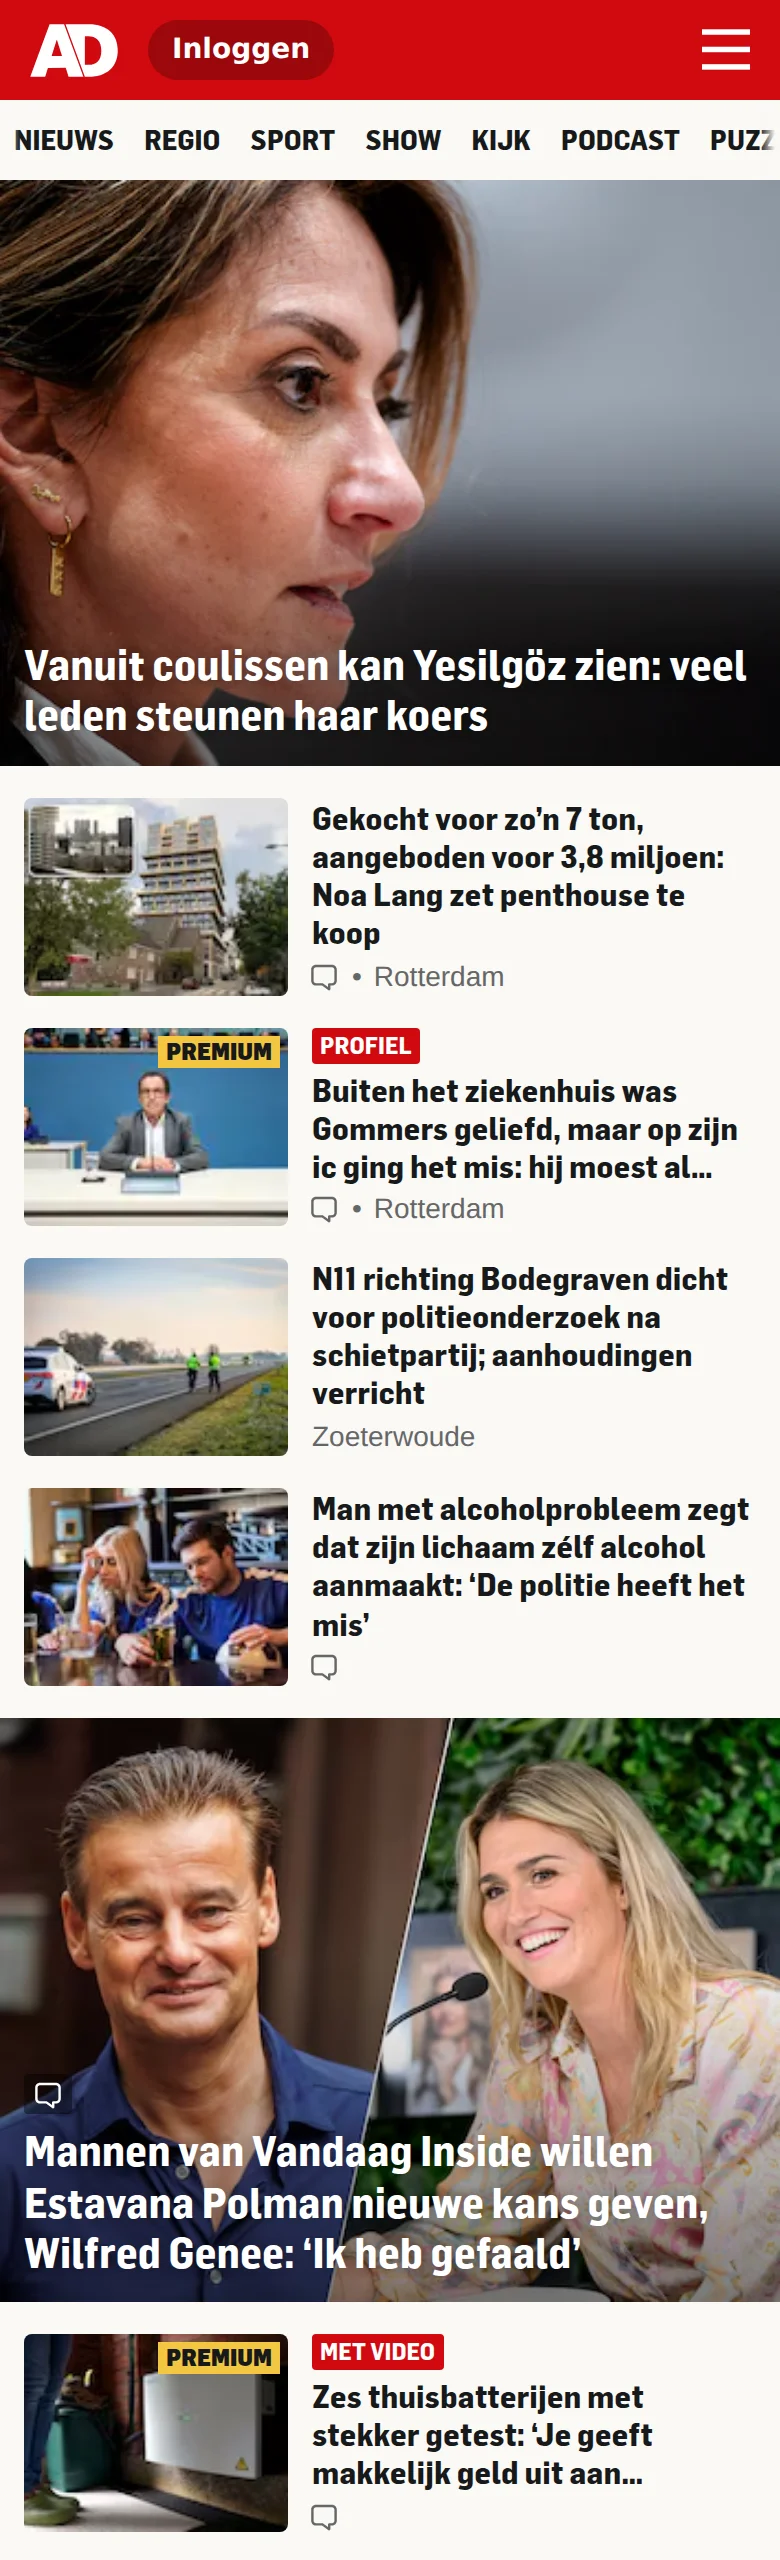 AD
Inloggen
NIEUWS REGIO SPORT SHOW KIJK PODCAST PUZZ
Vanuit coulissen kan Yesilgöz zien: veel
leden steunen haar koers
Gekocht voor zo’n 7 ton,
aangeboden voor 3,8 miljoen:
Noa Lang zet penthouse te
koop
• Rotterdam
PREMIUM
PROFIEL
Buiten het ziekenhuis was
Gommers geliefd, maar op zijn
ic ging het mis: hij moest al...
• Rotterdam
N11 richting Bodegraven dicht
voor politieonderzoek na
schietpartij; aanhoudingen
verricht
Zoeterwoude
Man met alcoholprobleem zegt
dat zijn lichaam zélf alcohol
aanmaakt: ‘De politie heeft het
mis’
Mannen van Vandaag Inside willen
Estavana Polman nieuwe kans geven,
Wilfred Genee: ‘Ik heb gefaald’
PREMIUM
MET VIDEO
Zes thuisbatterijen met
stekker getest: ‘Je geeft
makkelijk geld uit aan...